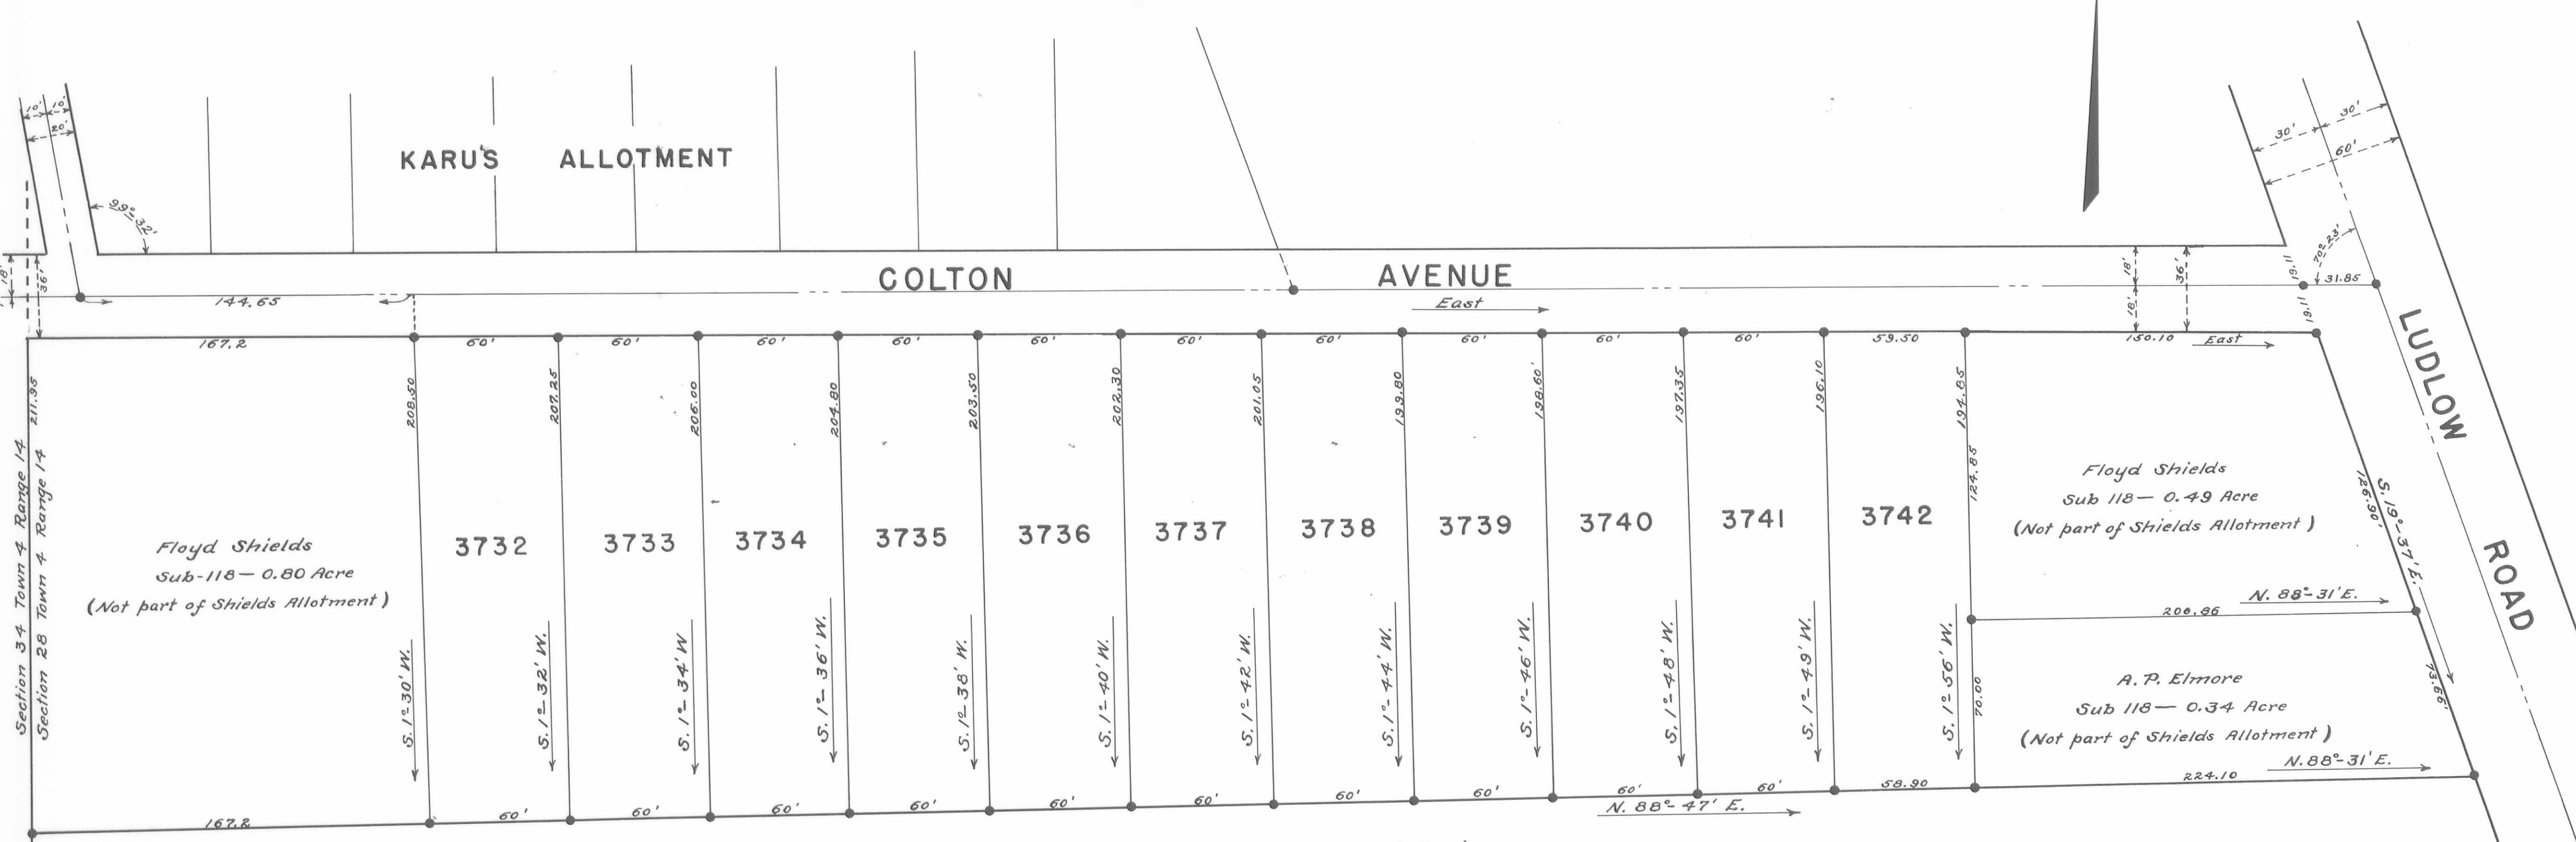 10' 10'
20'
99°-32'
KARU'S ALLOTMENT
30' 30'
60'
70°-23'
18'
36'
144.65
COLTON AVENUE
East
18'
18'
36'
19.11
19.11
31.85
LUDLOW ROAD
167.2 60' 60' 60' 60' 60' 60' 60' 60' 60' 60' 59.50 150.10 East
211.95 208.50 207.25 206.00 204.80 203.50 202.30 201.05 199.80 198.60' 197.35 196.10 194.85
124.85
Section 34 Town 4 Range 14
Section 28 Town 4 Range 14
Floyd Shields
Sub-118— 0.80 Acre
(Not part of Shields Allotment)
3732 3733 3734 3735 3736 3737 3738 3739 3740 3741 3742
Floyd Shields
Sub 118— 0.49 Acre
(Not part of Shields Allotment)
S. 19°-37' E.
126.90'
N. 88°-31' E.
206.86
S. 1°-30' W. S. 1°-32' W. S. 1°-34' W S. 1°-36' W. S. 1°-38' W. S. 1°-40' W. S. 1°-42' W. S. 1°-44' W. S. 1°-46' W. S. 1°-48' W. S. 1°-49' W. S. 1°-56' W.
70.00
A. P. Elmore
Sub 118— 0.34 Acre
(Not part of Shields Allotment)
73.66'
N. 88°-31' E.
224.10
167.2 60' 60' 60' 60' 60' 60' 60' 60' 60' 60' 58.90
N. 88°-47' E.